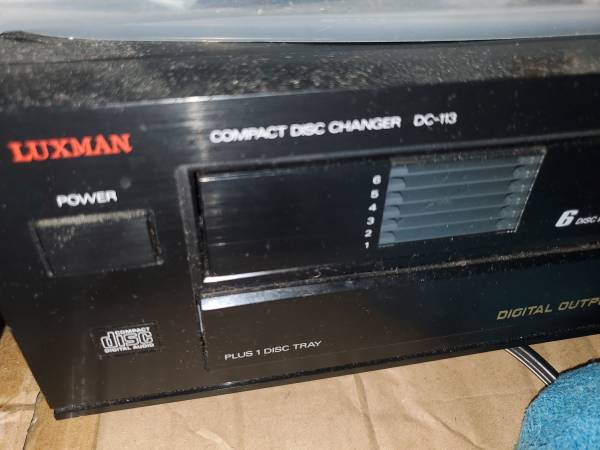 LUXMAN
COMPACT DISC CHANGER DC-113
POWER
6
5
4
3
2
1
6 DISC
DIGITAL
COMPACT
disc
DIGITAL AUDIO
PLUS 1 DISC TRAY